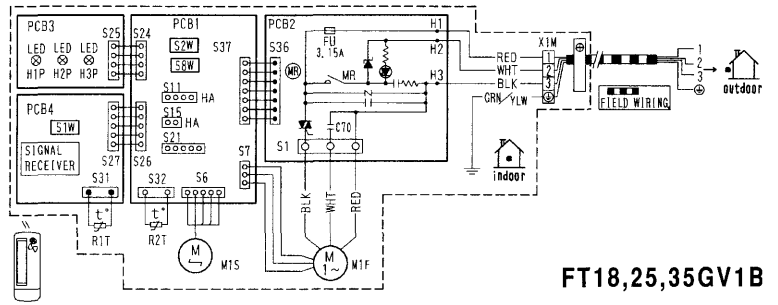 PCB3
S25
S24
PCB1
PCB2
H1
LED LED LED
H1P H2P H3P
S2W
S8W
S37
S36
FU
3.15A
H2
MR
MR
H3
X1M
RED
WHT
BLK
GRN/YLW
1
2
3
FIELD WIRING
1
2
3
outdoor
indoor
S11
HA
S15
HA
S21
PCB4
S1W
SIGNAL
RECEIVER
S27
S26
S7
S1
C70
Z
S31
S32
S6
t°
t°
R1T
R2T
M
M1S
BLK
WHT
RED
M
1~
M1F
FT18,25,35GV1B